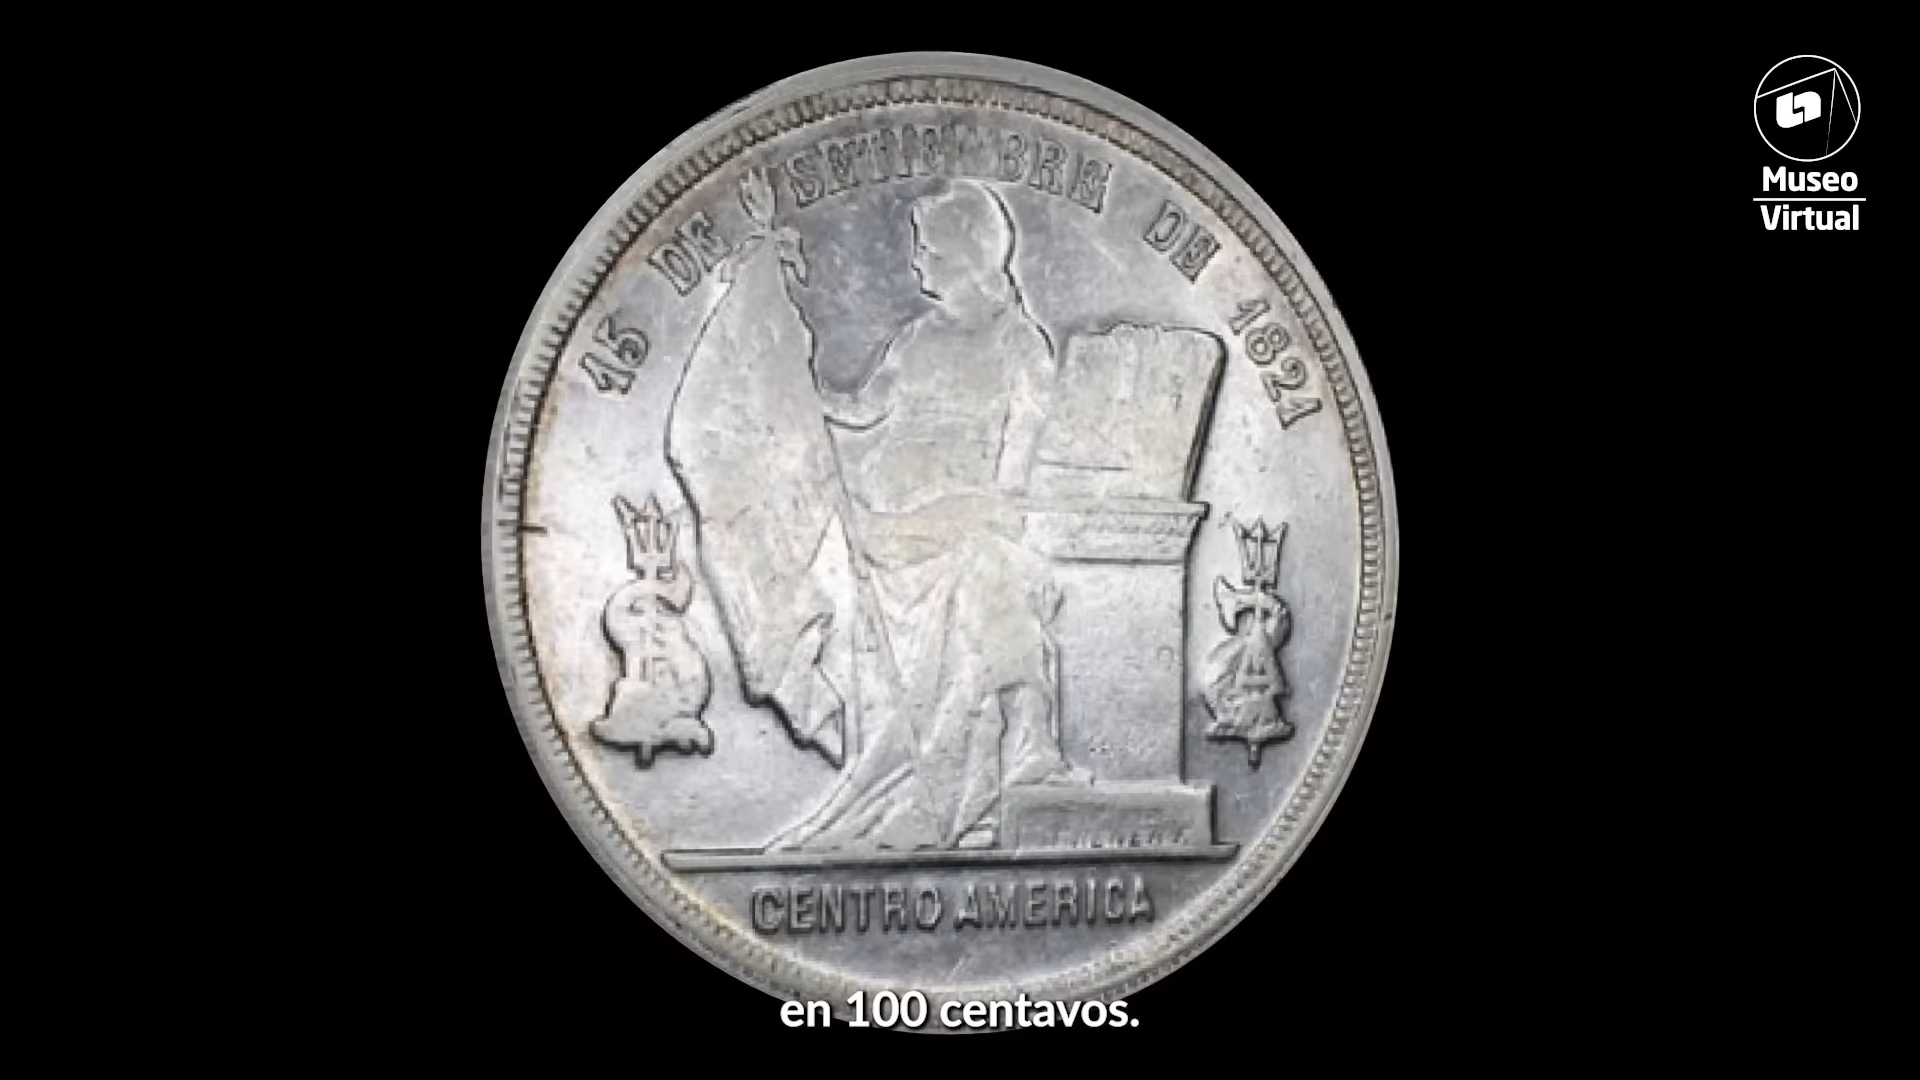 15 DE SETIEMBRE DE 1821
CENTRO AMERICA
Museo
Virtual
en 100 centavos.